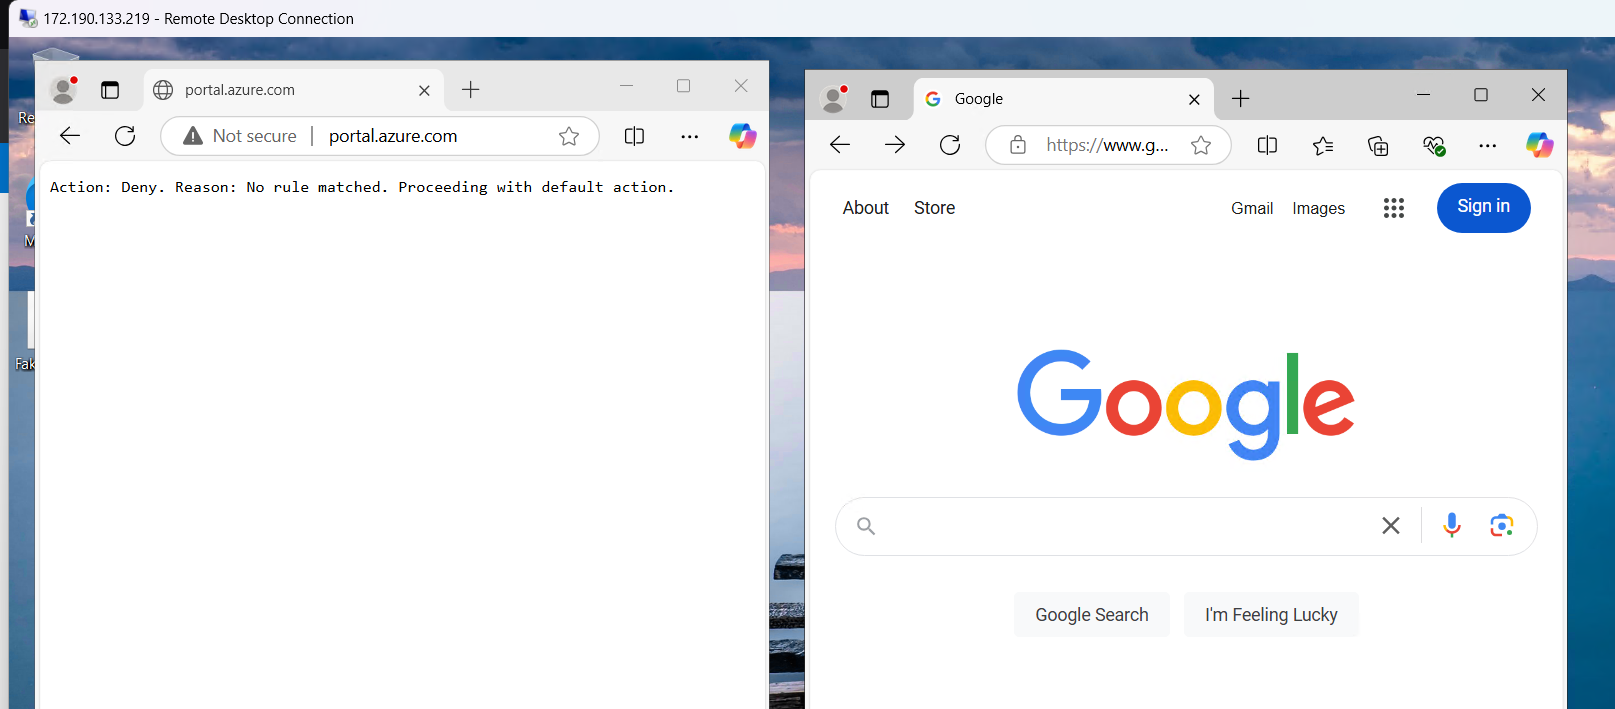 172.190.133.219 - Remote Desktop Connection
portal.azure.com
Not secure | portal.azure.com
Action: Deny. Reason: No rule matched. Proceeding with default action.
Re
M
Fak
Google
https://www.g...
About Store Gmail Images Sign in
Google
Google Search I'm Feeling Lucky